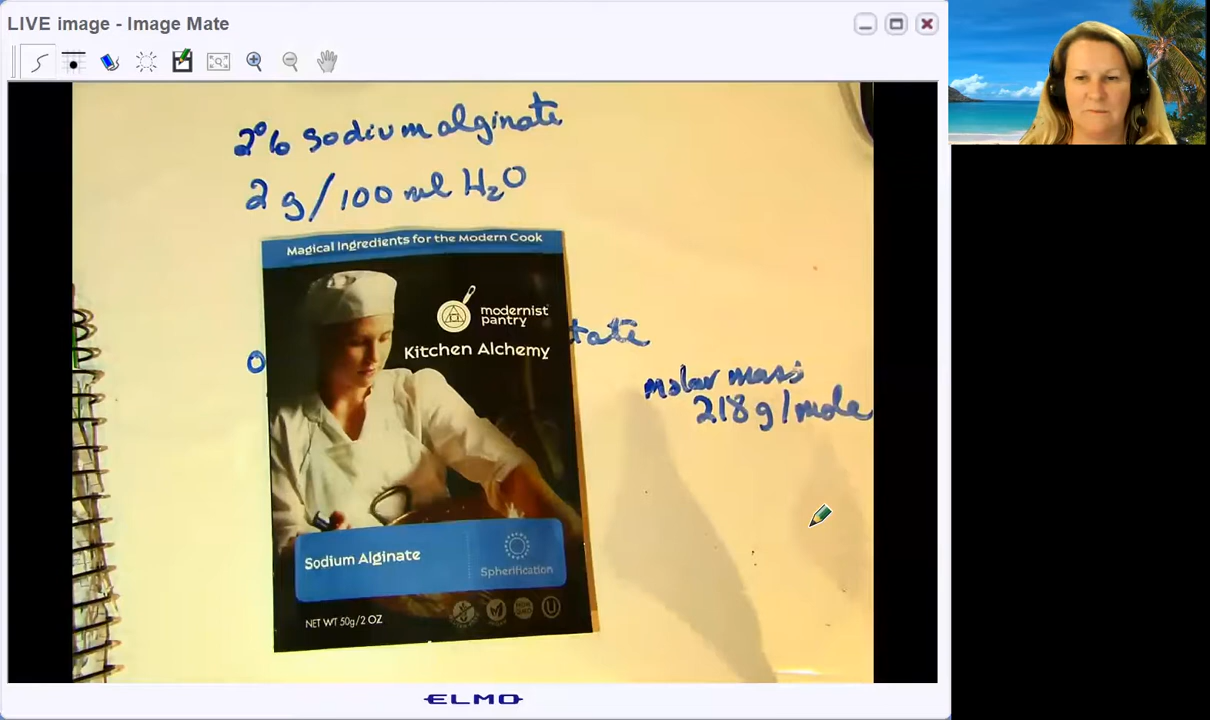 LIVE image - Image Mate
2% sodium alginate
2 g/100 ml H₂O
Magical Ingredients for the Modern Cook
modernist
pantry
Kitchen Alchemy
molar mass
218 g/mole
Sodium Alginate
Spherification
NET WT 50g/2 OZ
ELMO